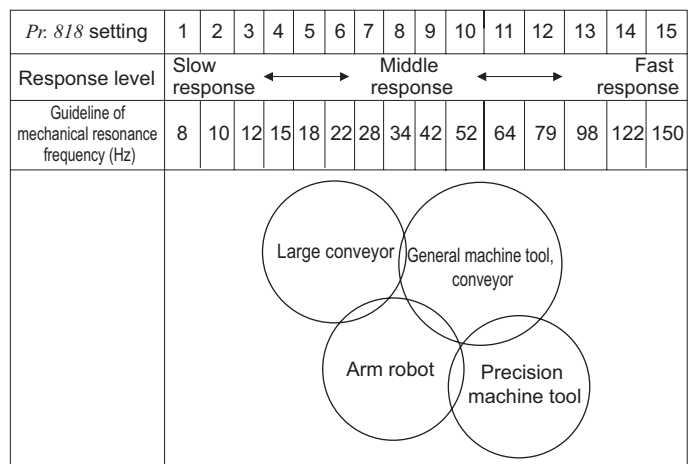 Pr. 818 setting 1 2 3 4 5 6 7 8 9 10 11 12 13 14 15
Response level
Slow
response
Middle
response
Fast
response
Guideline of
mechanical resonance
frequency (Hz)
8 10 12 15 18 22 28 34 42 52 64 79 98 122 150
Large conveyor
General machine tool,
conveyor
Arm robot
Precision
machine tool